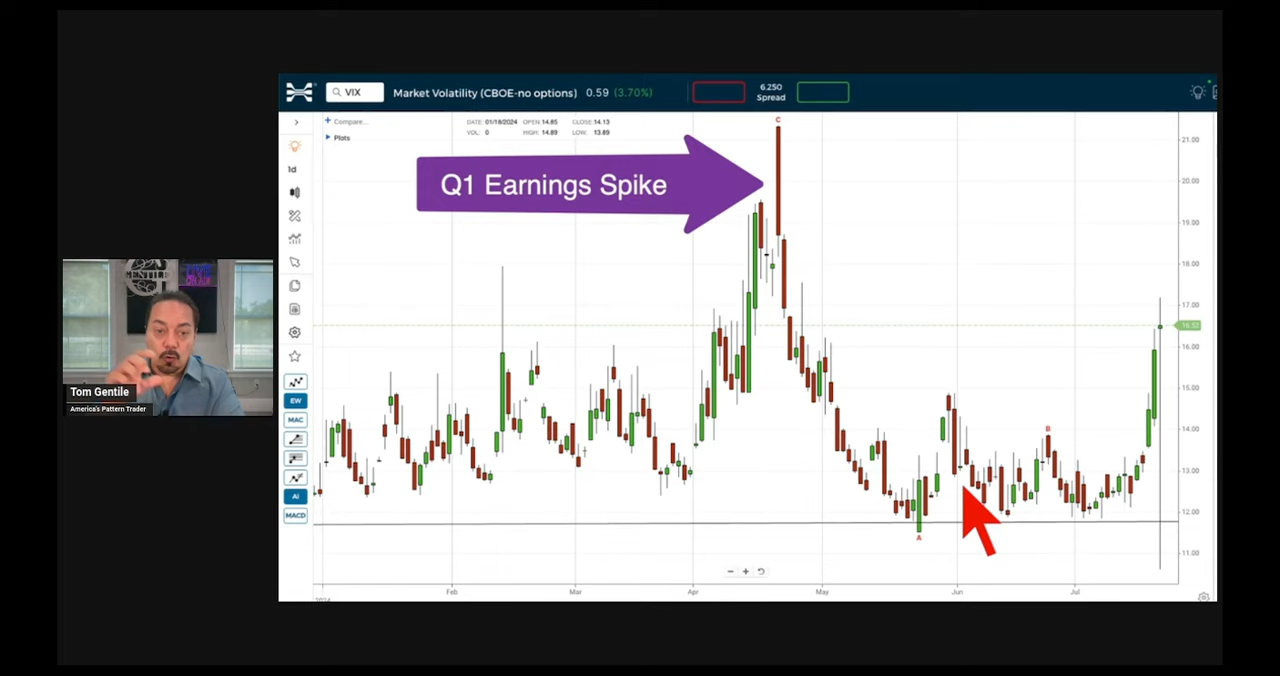 VIX
Market Volatility (CBOE-no options) 0.59 (3.70%)
6.250
Spread
Compare...
DATE: 01/18/2024 OPEN: 14.85 CLOSE: 14.13
VOL: 0 HIGH: 14.89 LOW: 13.89
Plots
1d
EW
MAC
AI
MACD
Q1 Earnings Spike
C
B
A
21.00
20.00
19.00
18.00
17.00
16.52
16.00
15.00
14.00
13.00
12.00
11.00
2024
Feb
Mar
Apr
May
Jun
Jul
GENTILE
Tom Gentile
America's Pattern Trader